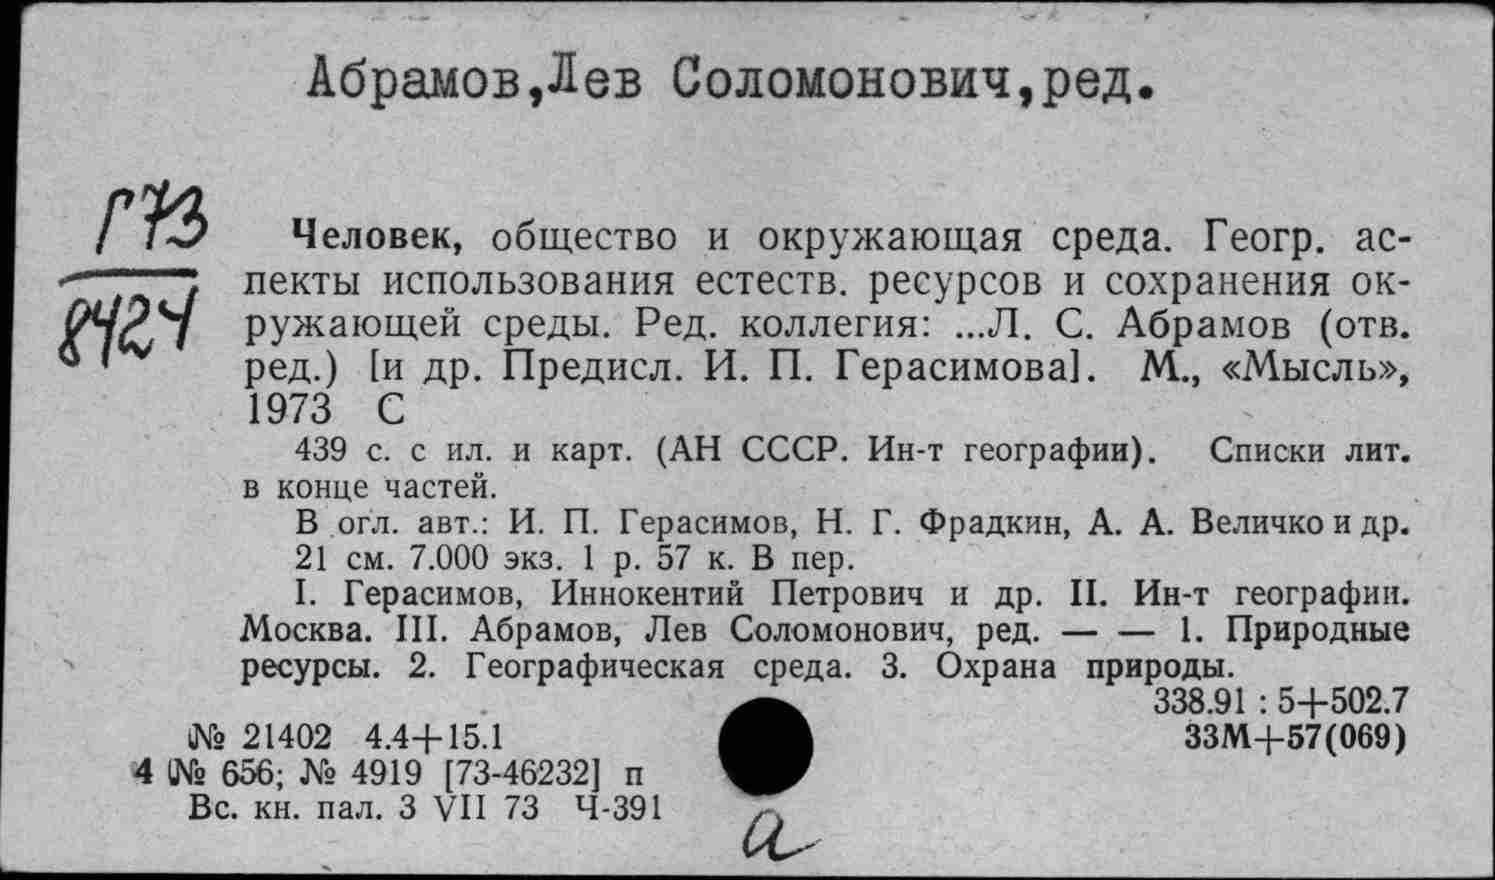 Абрамов,Лев Соломонович,ред.
Г73
8424
Человек, общество и окружающая среда. Геогр. ас-
пекты использования естеств. ресурсов и сохранения ок-
ружающей среды. Ред. коллегия: ...Л. С. Абрамов (отв.
ред.) [и др. Предисл. И. П. Герасимова]. М., «Мысль»,
1973 С
439 с. с ил. и карт. (АН СССР. Ин-т географии). Списки лит.
в конце частей.
В огл. авт.: И. П. Герасимов, Н. Г. Фрадкин, А. А. Величко и др.
21 см. 7.000 экз. 1 р. 57 к. В пер.
I. Герасимов, Иннокентий Петрович и др. II. Ин-т географии.
Москва. III. Абрамов, Лев Соломонович, ред. — — 1. Природные
ресурсы. 2. Географическая среда. 3. Охрана природы.
338.91 : 5+502.7
№ 21402 4.4+15.1 33М+57(069)
4 № 656; № 4919 [73-46232] п
Вс. кн. пал. 3 VII 73 Ч-391
а